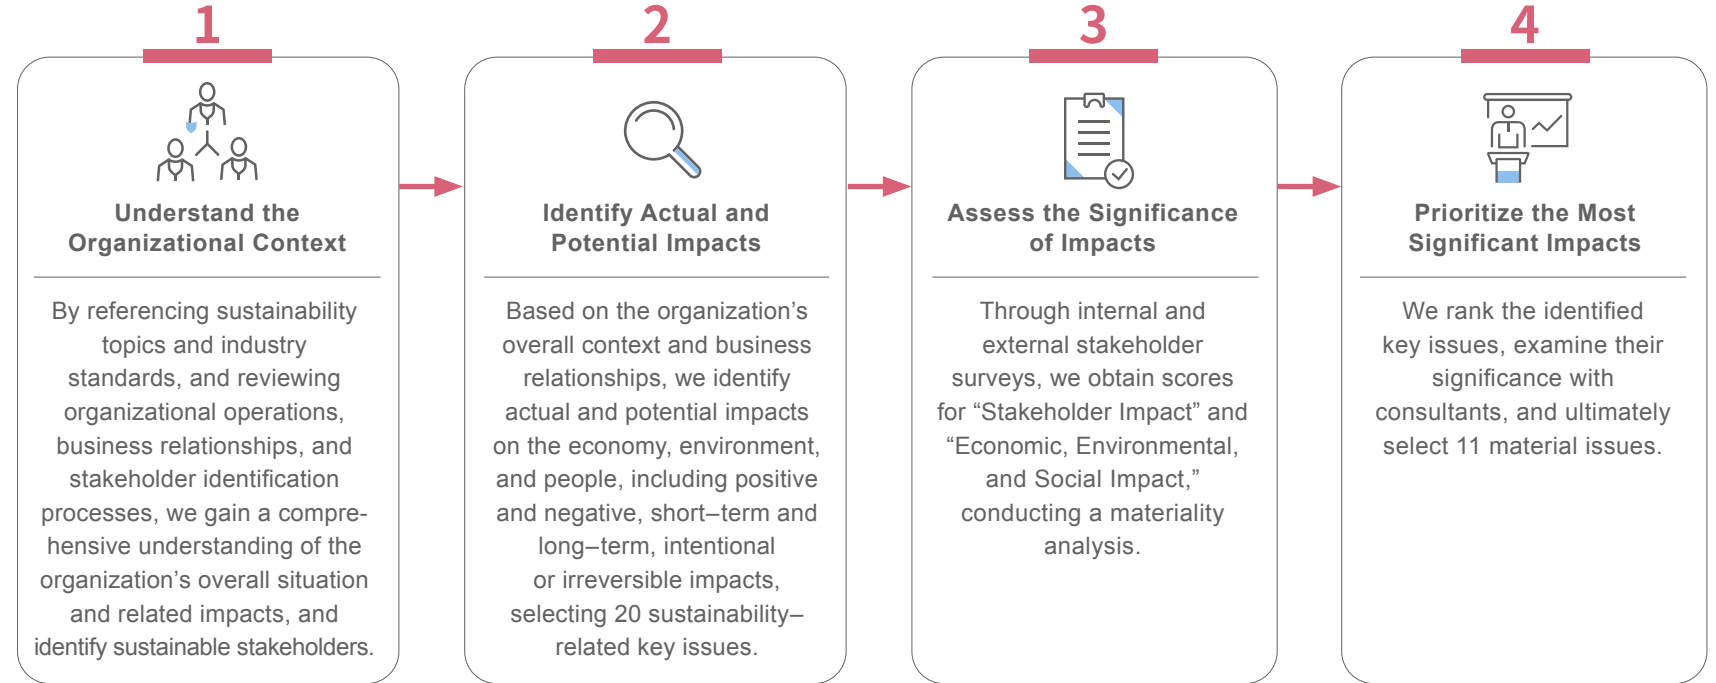 1
Understand the
Organizational Context
By referencing sustainability
topics and industry
standards, and reviewing
organizational operations,
business relationships, and
stakeholder identification
processes, we gain a compre-
hensive understanding of the
organization’s overall situation
and related impacts, and
identify sustainable stakeholders.
2
Identify Actual and
Potential Impacts
Based on the organization’s
overall context and business
relationships, we identify
actual and potential impacts
on the economy, environment,
and people, including positive
and negative, short–term and
long–term, intentional
or irreversible impacts,
selecting 20 sustainability–
related key issues.
3
Assess the Significance
of Impacts
Through internal and
external stakeholder
surveys, we obtain scores
for “Stakeholder Impact” and
“Economic, Environmental,
and Social Impact,”
conducting a materiality
analysis.
4
Prioritize the Most
Significant Impacts
We rank the identified
key issues, examine their
significance with
consultants, and ultimately
select 11 material issues.